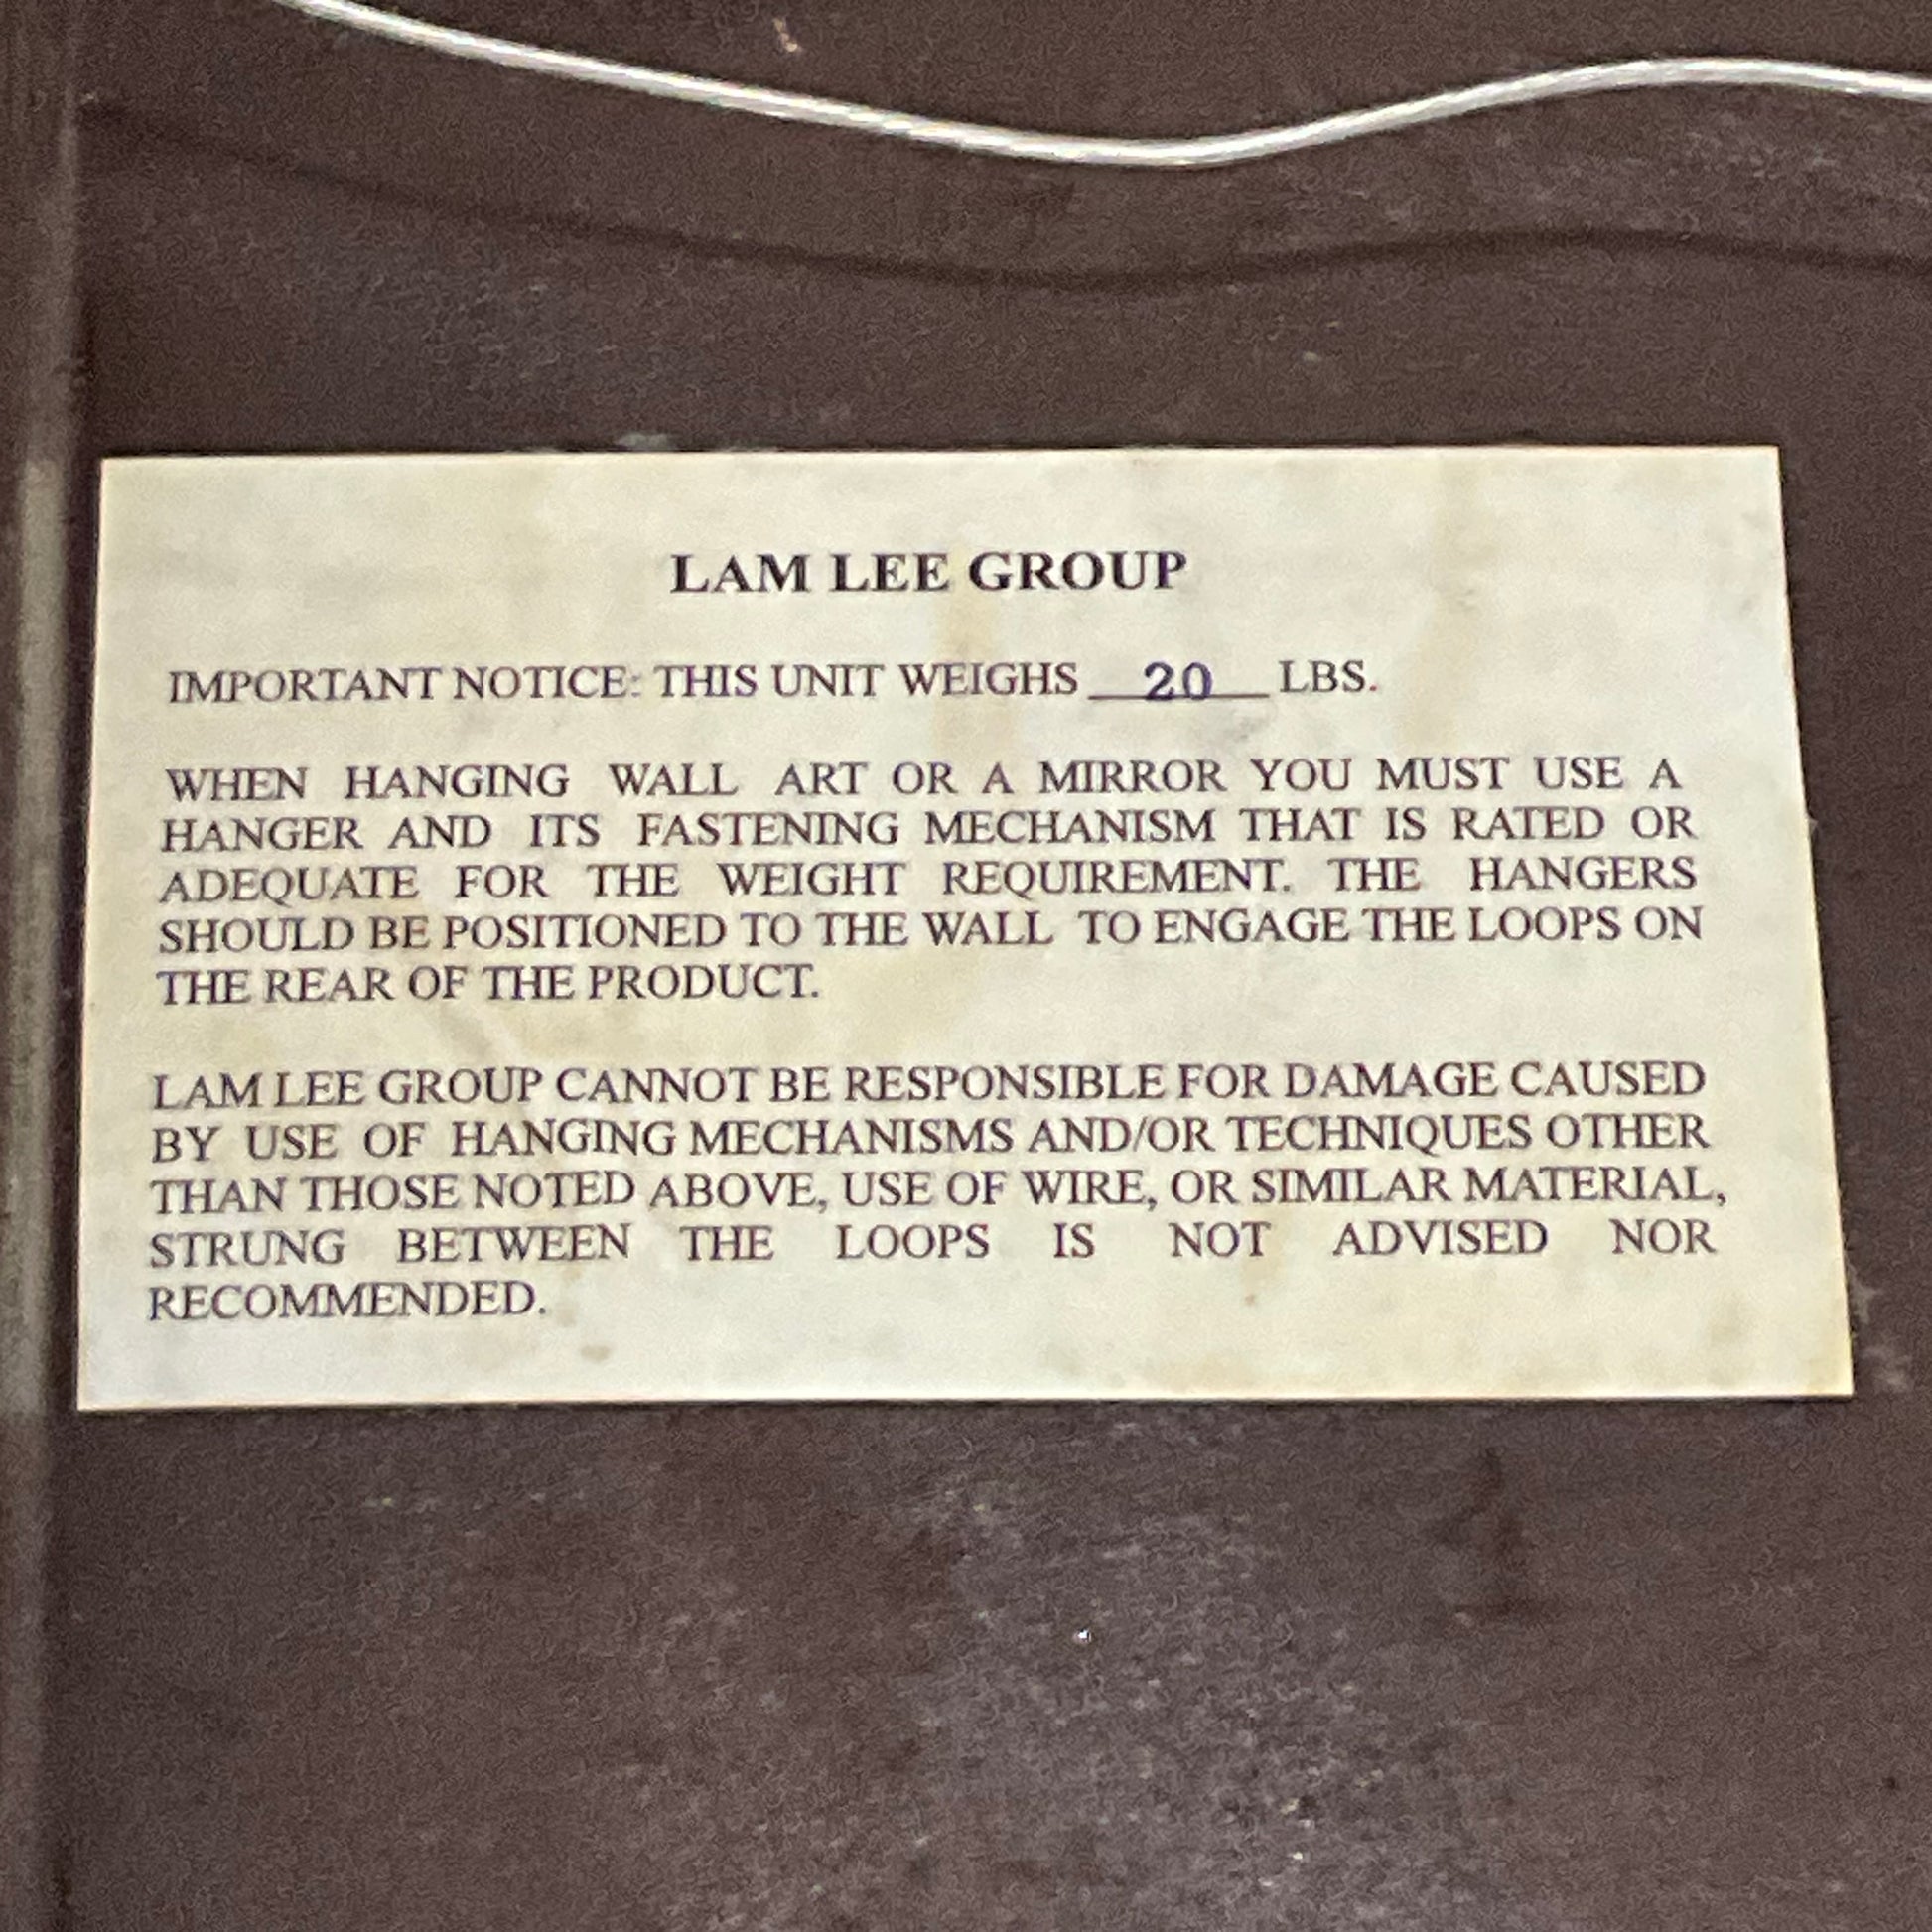 LAM LEE GROUP
IMPORTANT NOTICE: THIS UNIT WEIGHS 20 LBS.
WHEN HANGING WALL ART OR A MIRROR YOU MUST USE A
HANGER AND ITS FASTENING MECHANISM THAT IS RATED OR
ADEQUATE FOR THE WEIGHT REQUIREMENT. THE HANGERS
SHOULD BE POSITIONED TO THE WALL TO ENGAGE THE LOOPS ON
THE REAR OF THE PRODUCT.
LAM LEE GROUP CANNOT BE RESPONSIBLE FOR DAMAGE CAUSED
BY USE OF HANGING MECHANISMS AND/OR TECHNIQUES OTHER
THAN THOSE NOTED ABOVE, USE OF WIRE, OR SIMILAR MATERIAL,
STRUNG BETWEEN THE LOOPS IS NOT ADVISED NOR
RECOMMENDED.